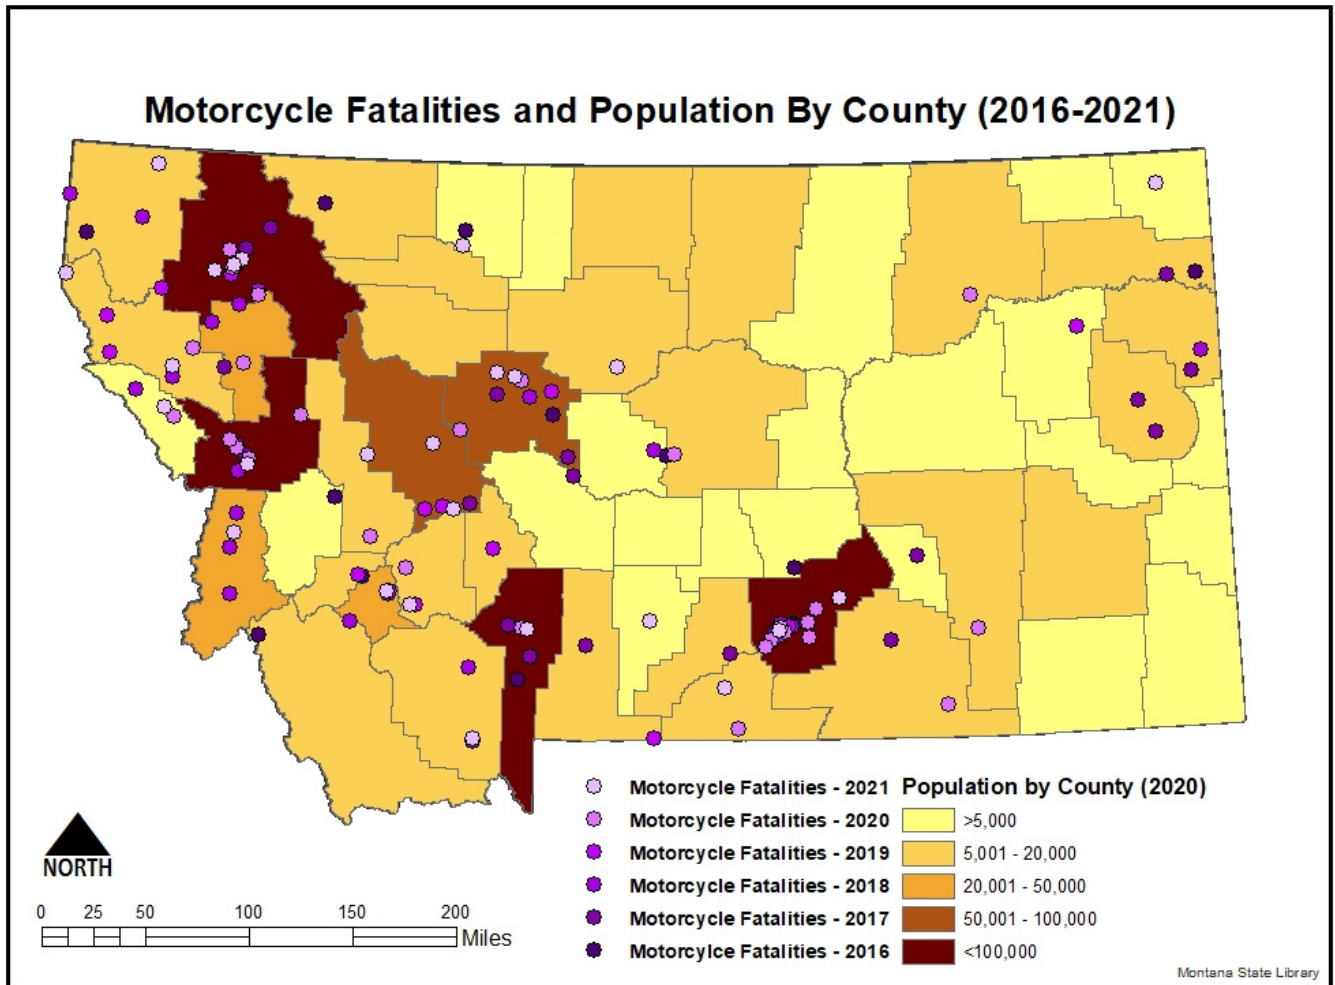 Motorcycle Fatalities and Population By County (2016-2021)
Motorcycle Fatalities - 2021
Motorcycle Fatalities - 2020
Motorcycle Fatalities - 2019
Motorcycle Fatalities - 2018
Motorcycle Fatalities - 2017
Motorcylce Fatalities - 2016
Population by County (2020)
>5,000
5,001 - 20,000
20,001 - 50,000
50,001 - 100,000
<100,000
NORTH
0 25 50 100 150 200
Miles
Montana State Library